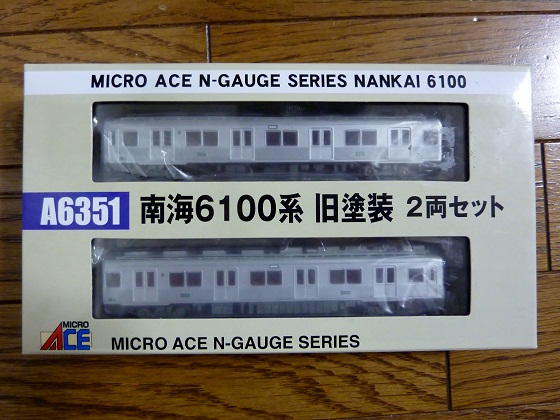 MICRO ACE N-GAUGE SERIES NANKAI 6100
A6351 南海6100系 旧塗装 2両セット
MICRO
ACE
MICRO ACE N-GAUGE SERIES